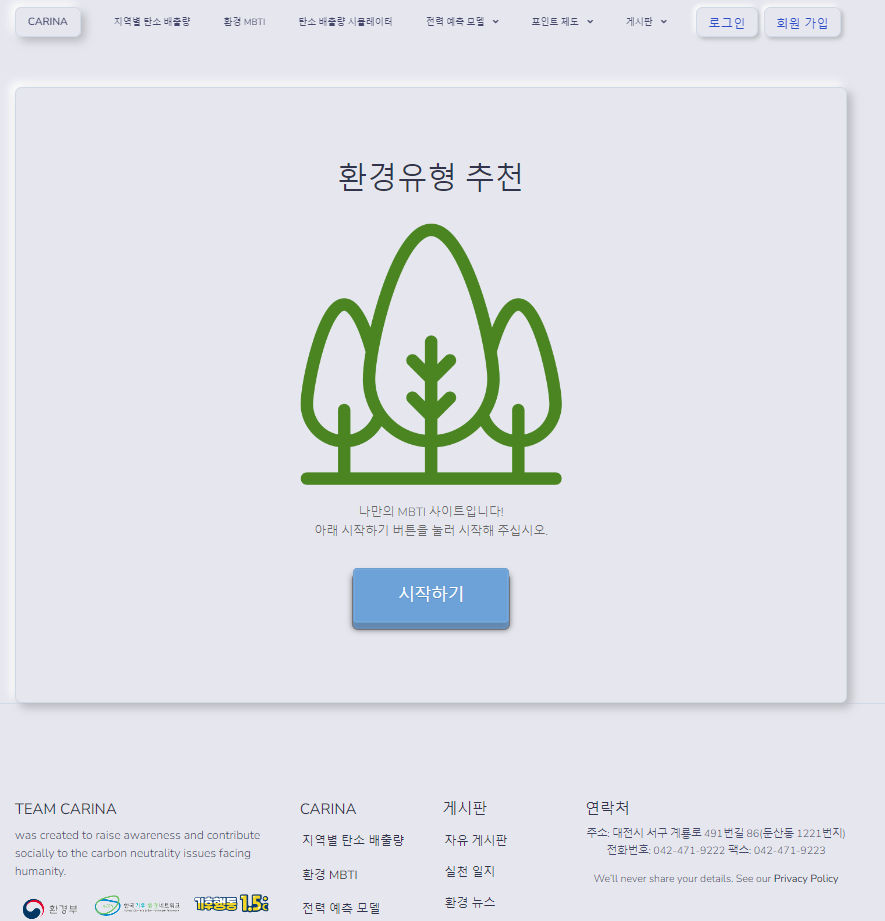 CARINA
지역별 탄소 배출량
환경 MBTI
탄소 배출량 시뮬레이터
전력 예측 모델
포인트 제도
게시판
로그인
회원 가입
환경유형 추천
나만의 MBTI 사이트입니다!
아래 시작하기 버튼을 눌러 시작해 주십시오.
시작하기
TEAM CARINA
was created to raise awareness and contribute
socially to the carbon neutrality issues facing
humanity.
환경부
한국기후·환경네트워크
기후행동 1.5℃
CARINA
지역별 탄소 배출량
환경 MBTI
전력 예측 모델
게시판
자유 게시판
실천 일지
환경 뉴스
연락처
주소: 대전시 서구 계룡로 491번길 86(둔산동 1221번지)
전화번호: 042-471-9222 팩스: 042-471-9223
We'll never share your details. See our Privacy Policy